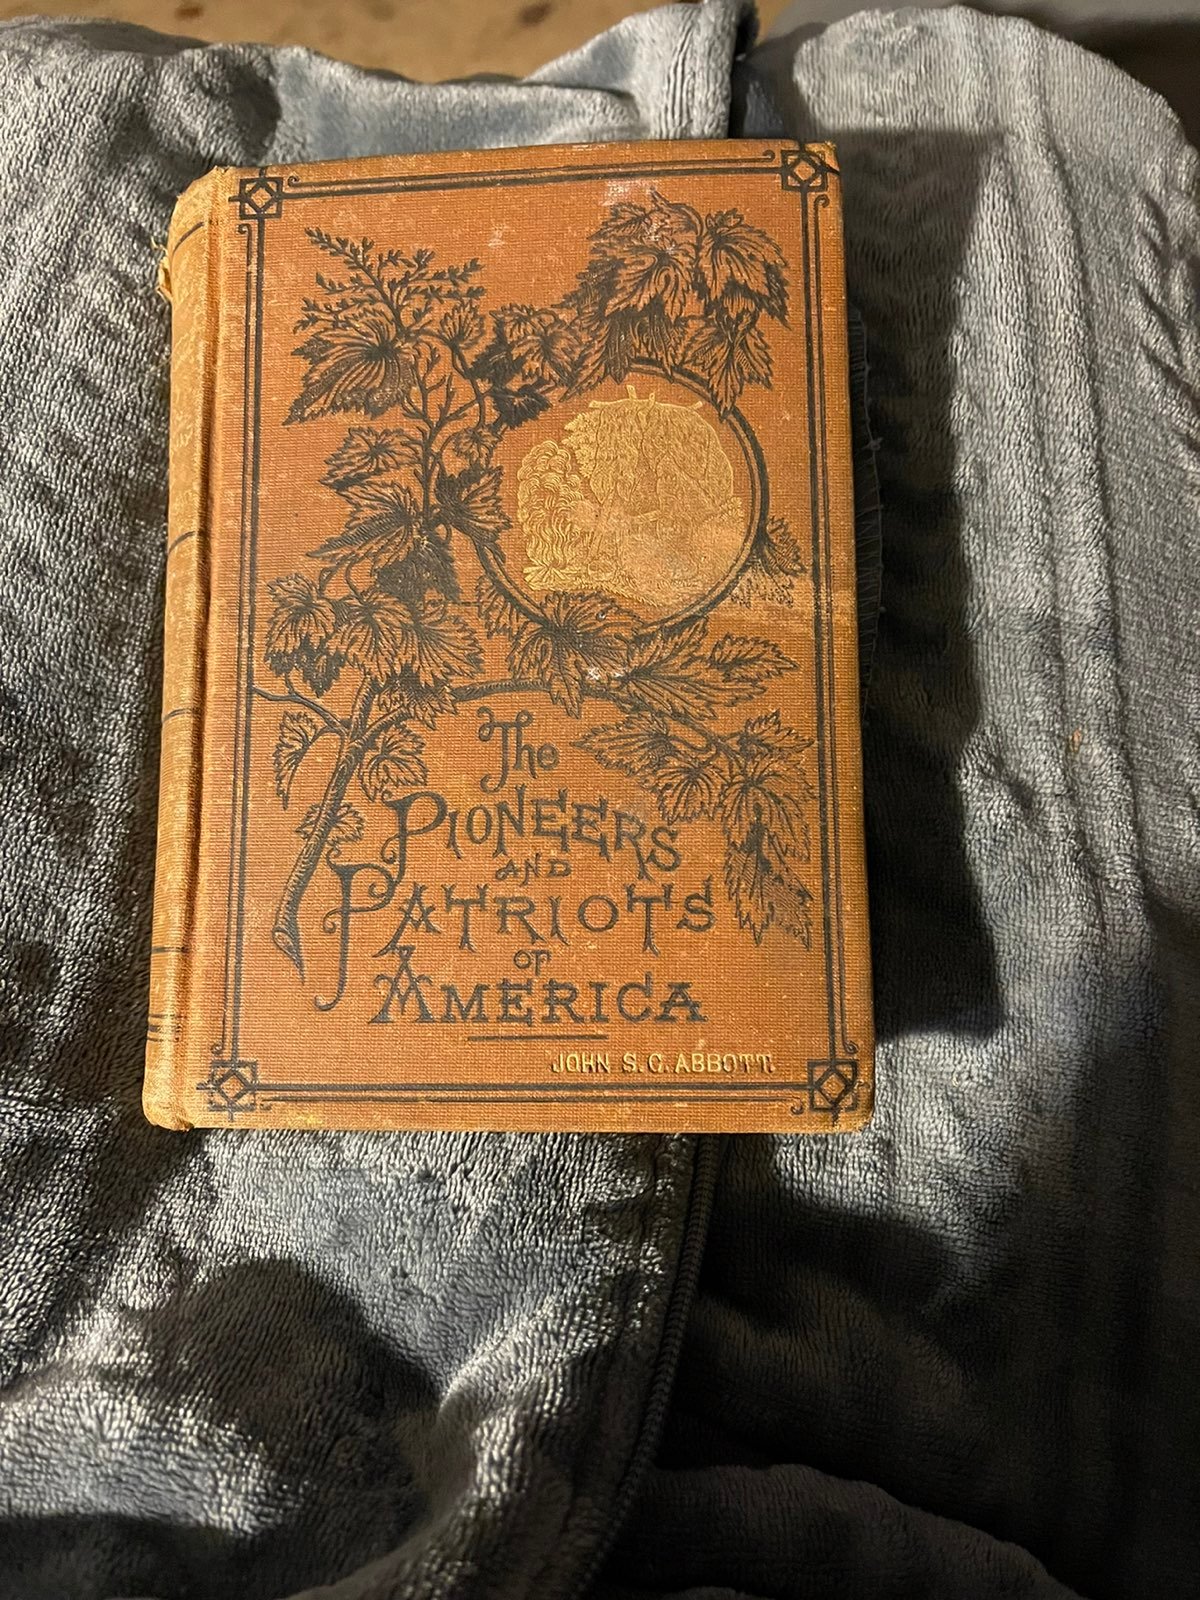 The
PIONEERS
AND
PATRIOTS
OF
AMERICA
JOHN S. C. ABBOTT.